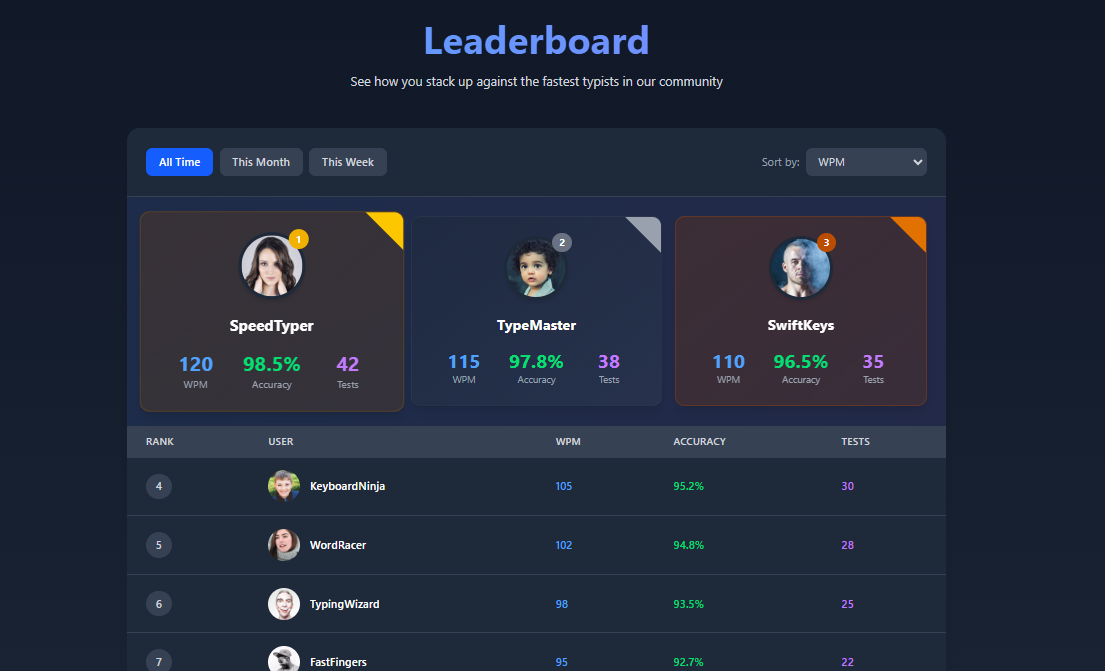 Leaderboard
See how you stack up against the fastest typists in our community
All Time This Month This Week Sort by: WPM
1 2 3
SpeedTyper TypeMaster SwiftKeys
120 98.5% 42 115 97.8% 38 110 96.5% 35
WPM Accuracy Tests WPM Accuracy Tests WPM Accuracy Tests
RANK USER WPM ACCURACY TESTS
4 KeyboardNinja 105 95.2% 30
5 WordRacer 102 94.8% 28
6 TypingWizard 98 93.5% 25
7 FastFingers 95 92.7% 22